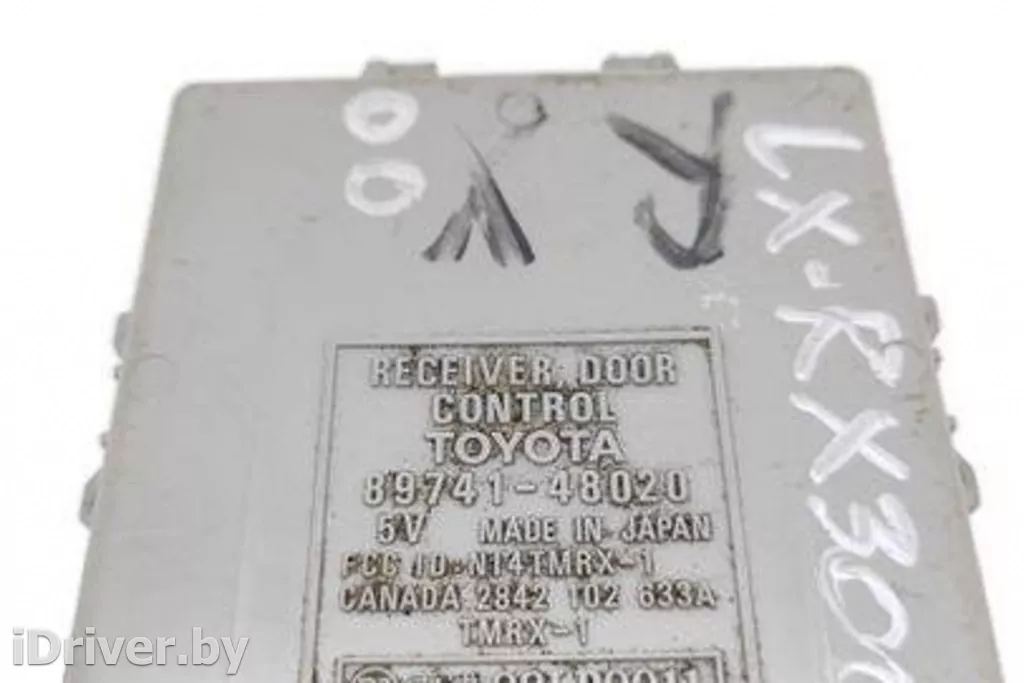 00
LX-RX300
RECEIVER, DOOR
CONTROL
TOYOTA
89741-48020
5V MADE IN JAPAN
FCC ID:N14TMRX-1
CANADA 2842 102 633A
TMRX-1
iDriver.by